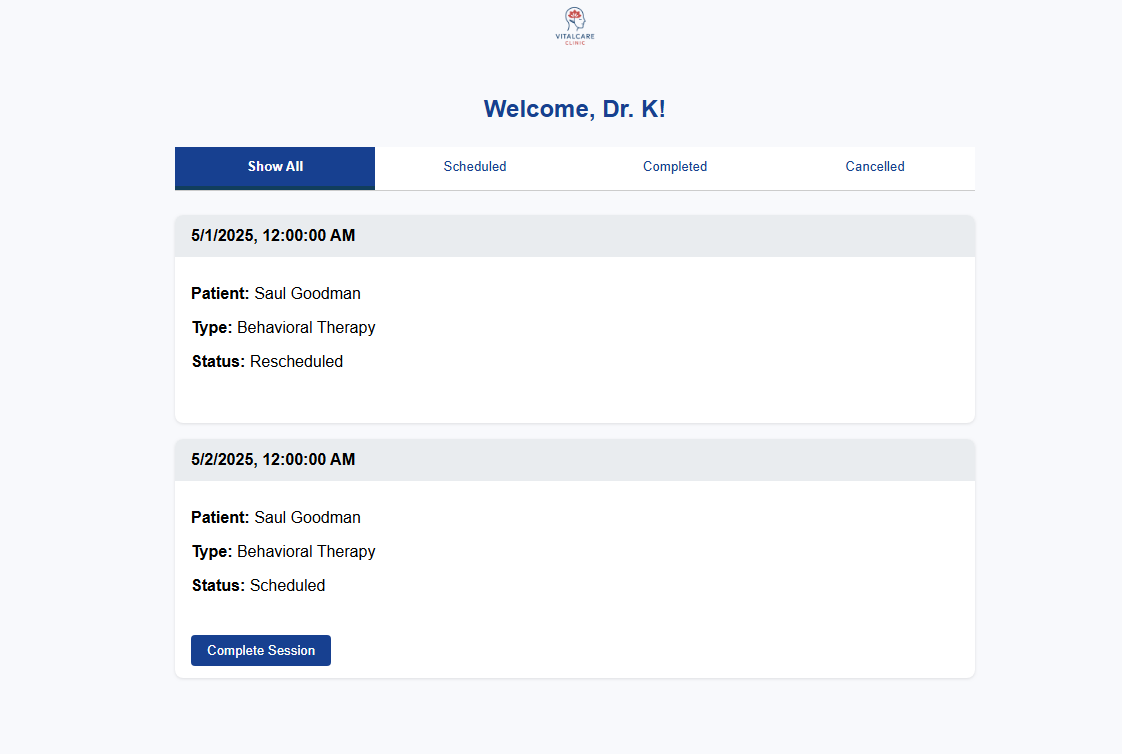 VITALCARE
CLINIC
Welcome, Dr. K!
Show All
Scheduled
Completed
Cancelled
5/1/2025, 12:00:00 AM
Patient: Saul Goodman
Type: Behavioral Therapy
Status: Rescheduled
5/2/2025, 12:00:00 AM
Patient: Saul Goodman
Type: Behavioral Therapy
Status: Scheduled
Complete Session